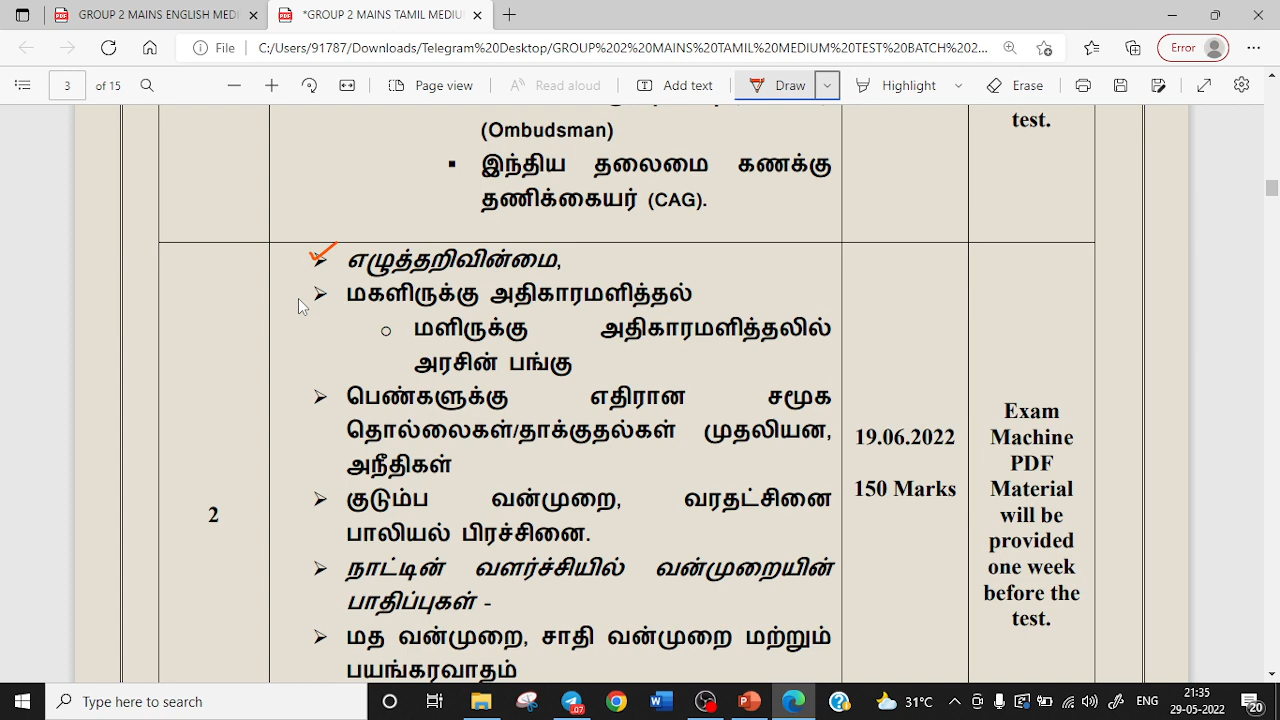 GROUP 2 MAINS ENGLISH MEDI
*GROUP 2 MAINS TAMIL MEDIU
File
C:/Users/91787/Downloads/Telegram%20Desktop/GROUP%202%20MAINS%20TAMIL%20MEDIUM%20TEST%20BATCH%202...
Error
3 of 15
Page view
Read aloud
Add text
Draw
Highlight
Erase
(Ombudsman)
இந்திய தலைமை கணக்கு
தணிக்கையர் (CAG).
test.
2
எழுத்தறிவின்மை,
மகளிருக்கு அதிகாரமளித்தல்
மளிருக்கு அதிகாரமளித்தலில்
அரசின் பங்கு
பெண்களுக்கு எதிரான சமூக
தொல்லைகள்/தாக்குதல்கள் முதலியன,
அநீதிகள்
குடும்ப வன்முறை, வரதட்சினை
பாலியல் பிரச்சினை.
நாட்டின் வளர்ச்சியில் வன்முறையின்
பாதிப்புகள் -
மத வன்முறை, சாதி வன்முறை மற்றும்
பயங்கரவாதம்
19.06.2022
150 Marks
Exam
Machine
PDF
Material
will be
provided
one week
before the
test.
Type here to search
07
31°C
ENG
21:35
29-05-2022
20